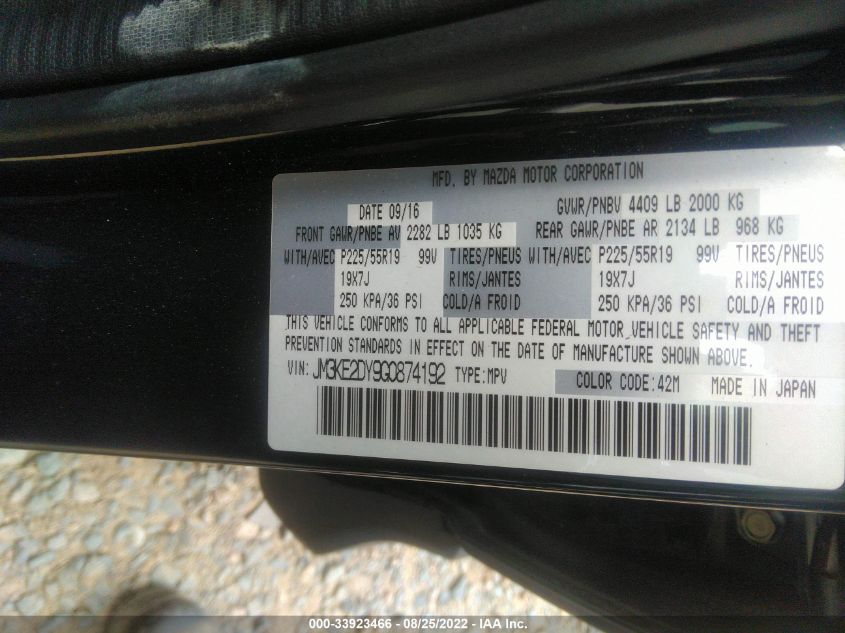 MFD. BY MAZDA MOTOR CORPORATION
DATE 09/16 GVWR/PNBV 4409 LB 2000 KG
FRONT GAWR/PNBE AV 2282 LB 1035 KG REAR GAWR/PNBE AR 2134 LB 968 KG
WITH/AVEC P225/55R19 99V TIRES/PNEUS WITH/AVEC P225/55R19 99V TIRES/PNEUS
19X7J RIMS/JANTES 19X7J RIMS/JANTES
250 KPA/36 PSI COLD/A FROID 250 KPA/36 PSI COLD/A FROID
THIS VEHICLE CONFORMS TO ALL APPLICABLE FEDERAL MOTOR VEHICLE SAFETY AND THEFT
PREVENTION STANDARDS IN EFFECT ON THE DATE OF MANUFACTURE SHOWN ABOVE.
VIN: JM3KE2DY9G0874192 TYPE:MPV COLOR CODE:42M MADE IN JAPAN
000-33923466 - 08/25/2022 - IAA Inc.